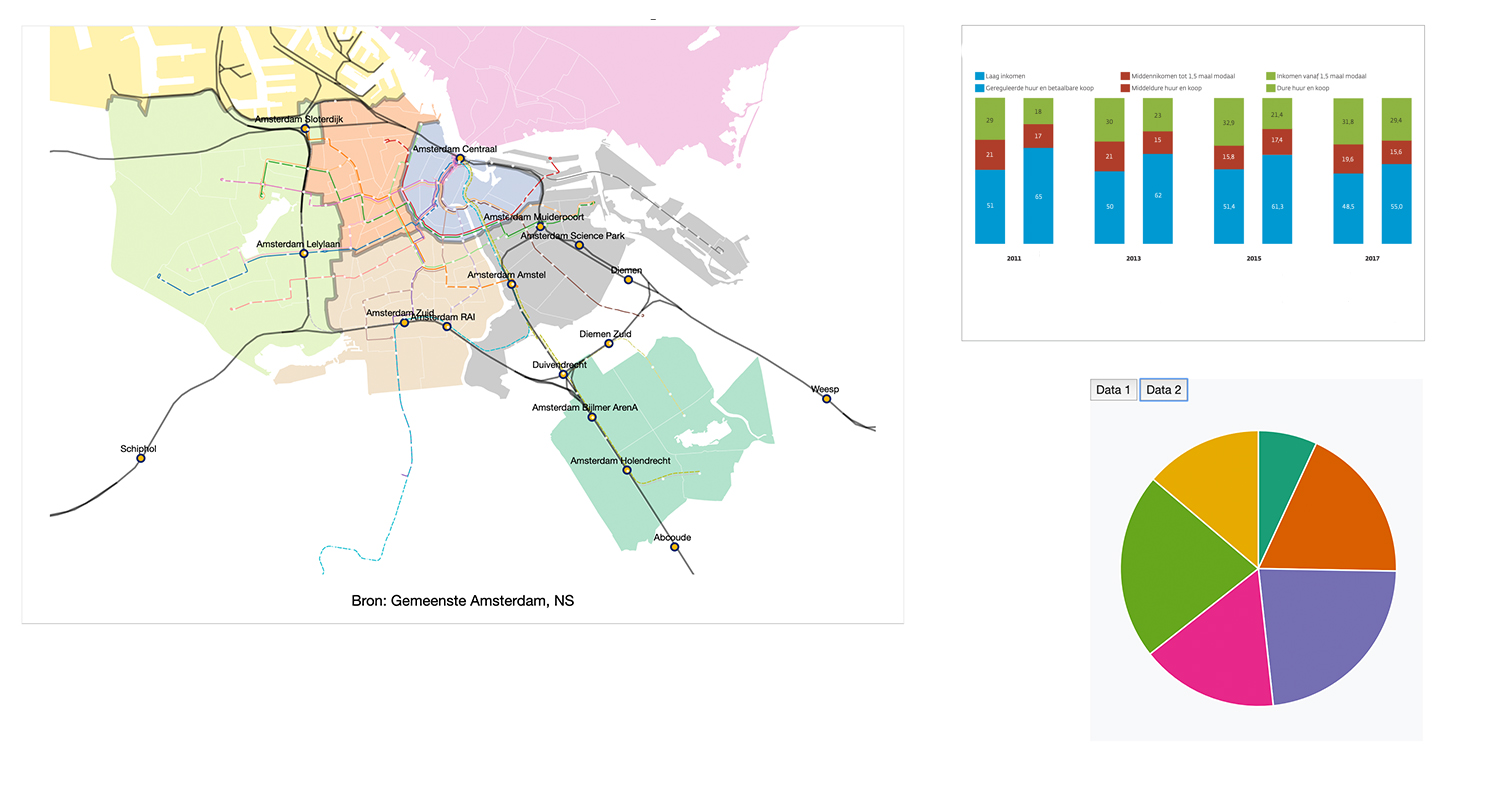 Amsterdam Sloterdijk
Amsterdam Centraal
Amsterdam Muiderpoort
Amsterdam Science Park
Amsterdam Lelylaan
Diemen
Amsterdam Amstel
Amsterdam Zuid
Amsterdam RAI
Diemen Zuid
Duivendrecht
Weesp
Amsterdam Bijlmer ArenA
Schiphol
Amsterdam Holendrecht
Abcoude
Bron: Gemeenste Amsterdam, NS
Laag inkomen Middennikomen tot 1,5 maal modaal Inkomen vanaf 1,5 maal modaal
Gereguleerde huur en betaalbare koop Middeldure huur en koop Dure huur en koop
29 18 30 23 32,9 21,4 31,8 29,4
21 17 21 15 15,8 17,4 19,6 15,6
51 65 50 62 51,4 61,3 48,5 55,0
2011 2013 2015 2017
Data 1 Data 2